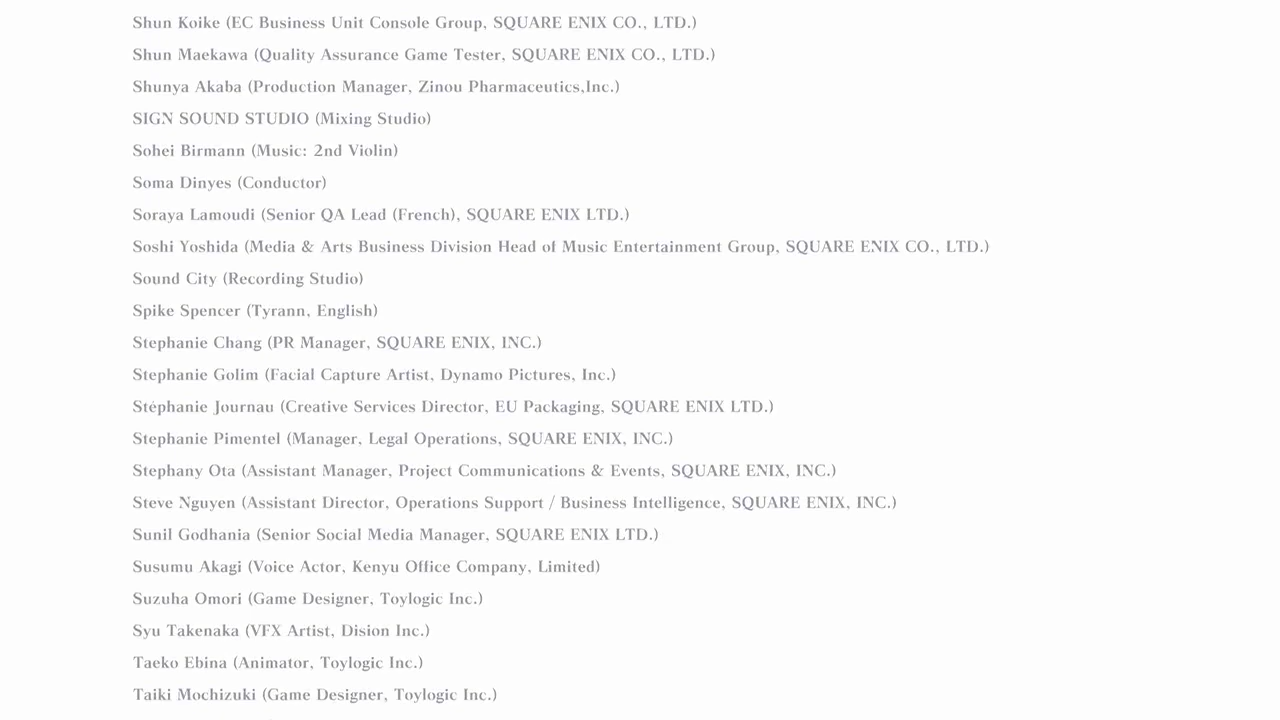 Shun Koike (EC Business Unit Console Group, SQUARE ENIX CO., LTD.)
Shun Maekawa (Quality Assurance Game Tester, SQUARE ENIX CO., LTD.)
Shunya Akaba (Production Manager, Zinou Pharmaceutics,Inc.)
SIGN SOUND STUDIO (Mixing Studio)
Sohei Birmann (Music: 2nd Violin)
Soma Dinyes (Conductor)
Soraya Lamoudi (Senior QA Lead (French), SQUARE ENIX LTD.)
Soshi Yoshida (Media & Arts Business Division Head of Music Entertainment Group, SQUARE ENIX CO., LTD.)
Sound City (Recording Studio)
Spike Spencer (Tyrann, English)
Stephanie Chang (PR Manager, SQUARE ENIX, INC.)
Stephanie Golim (Facial Capture Artist, Dynamo Pictures, Inc.)
Stéphanie Journau (Creative Services Director, EU Packaging, SQUARE ENIX LTD.)
Stephanie Pimentel (Manager, Legal Operations, SQUARE ENIX, INC.)
Stephany Ota (Assistant Manager, Project Communications & Events, SQUARE ENIX, INC.)
Steve Nguyen (Assistant Director, Operations Support / Business Intelligence, SQUARE ENIX, INC.)
Sunil Godhania (Senior Social Media Manager, SQUARE ENIX LTD.)
Susumu Akagi (Voice Actor, Kenyu Office Company, Limited)
Suzuha Omori (Game Designer, Toylogic Inc.)
Syu Takenaka (VFX Artist, Dision Inc.)
Taeko Ebina (Animator, Toylogic Inc.)
Taiki Mochizuki (Game Designer, Toylogic Inc.)